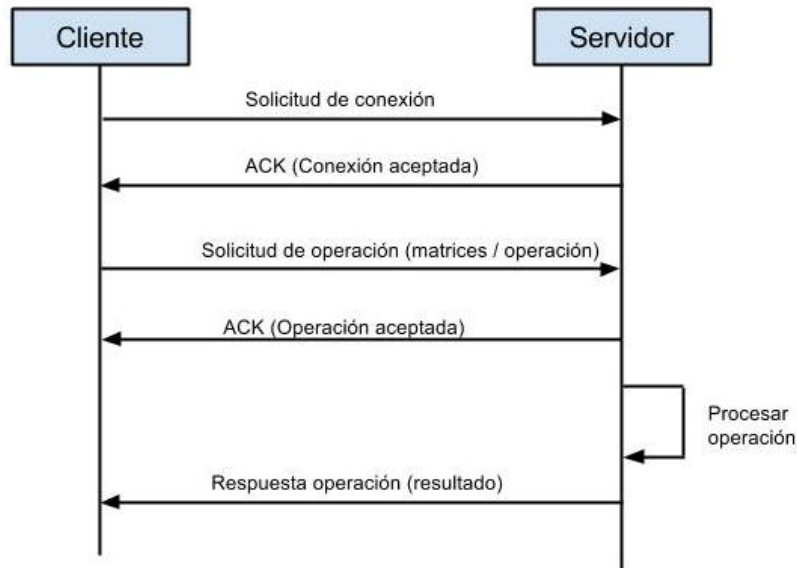 Cliente
Servidor
Solicitud de conexión
ACK (Conexión aceptada)
Solicitud de operación (matrices / operación)
ACK (Operación aceptada)
Procesar
operación
Respuesta operación (resultado)